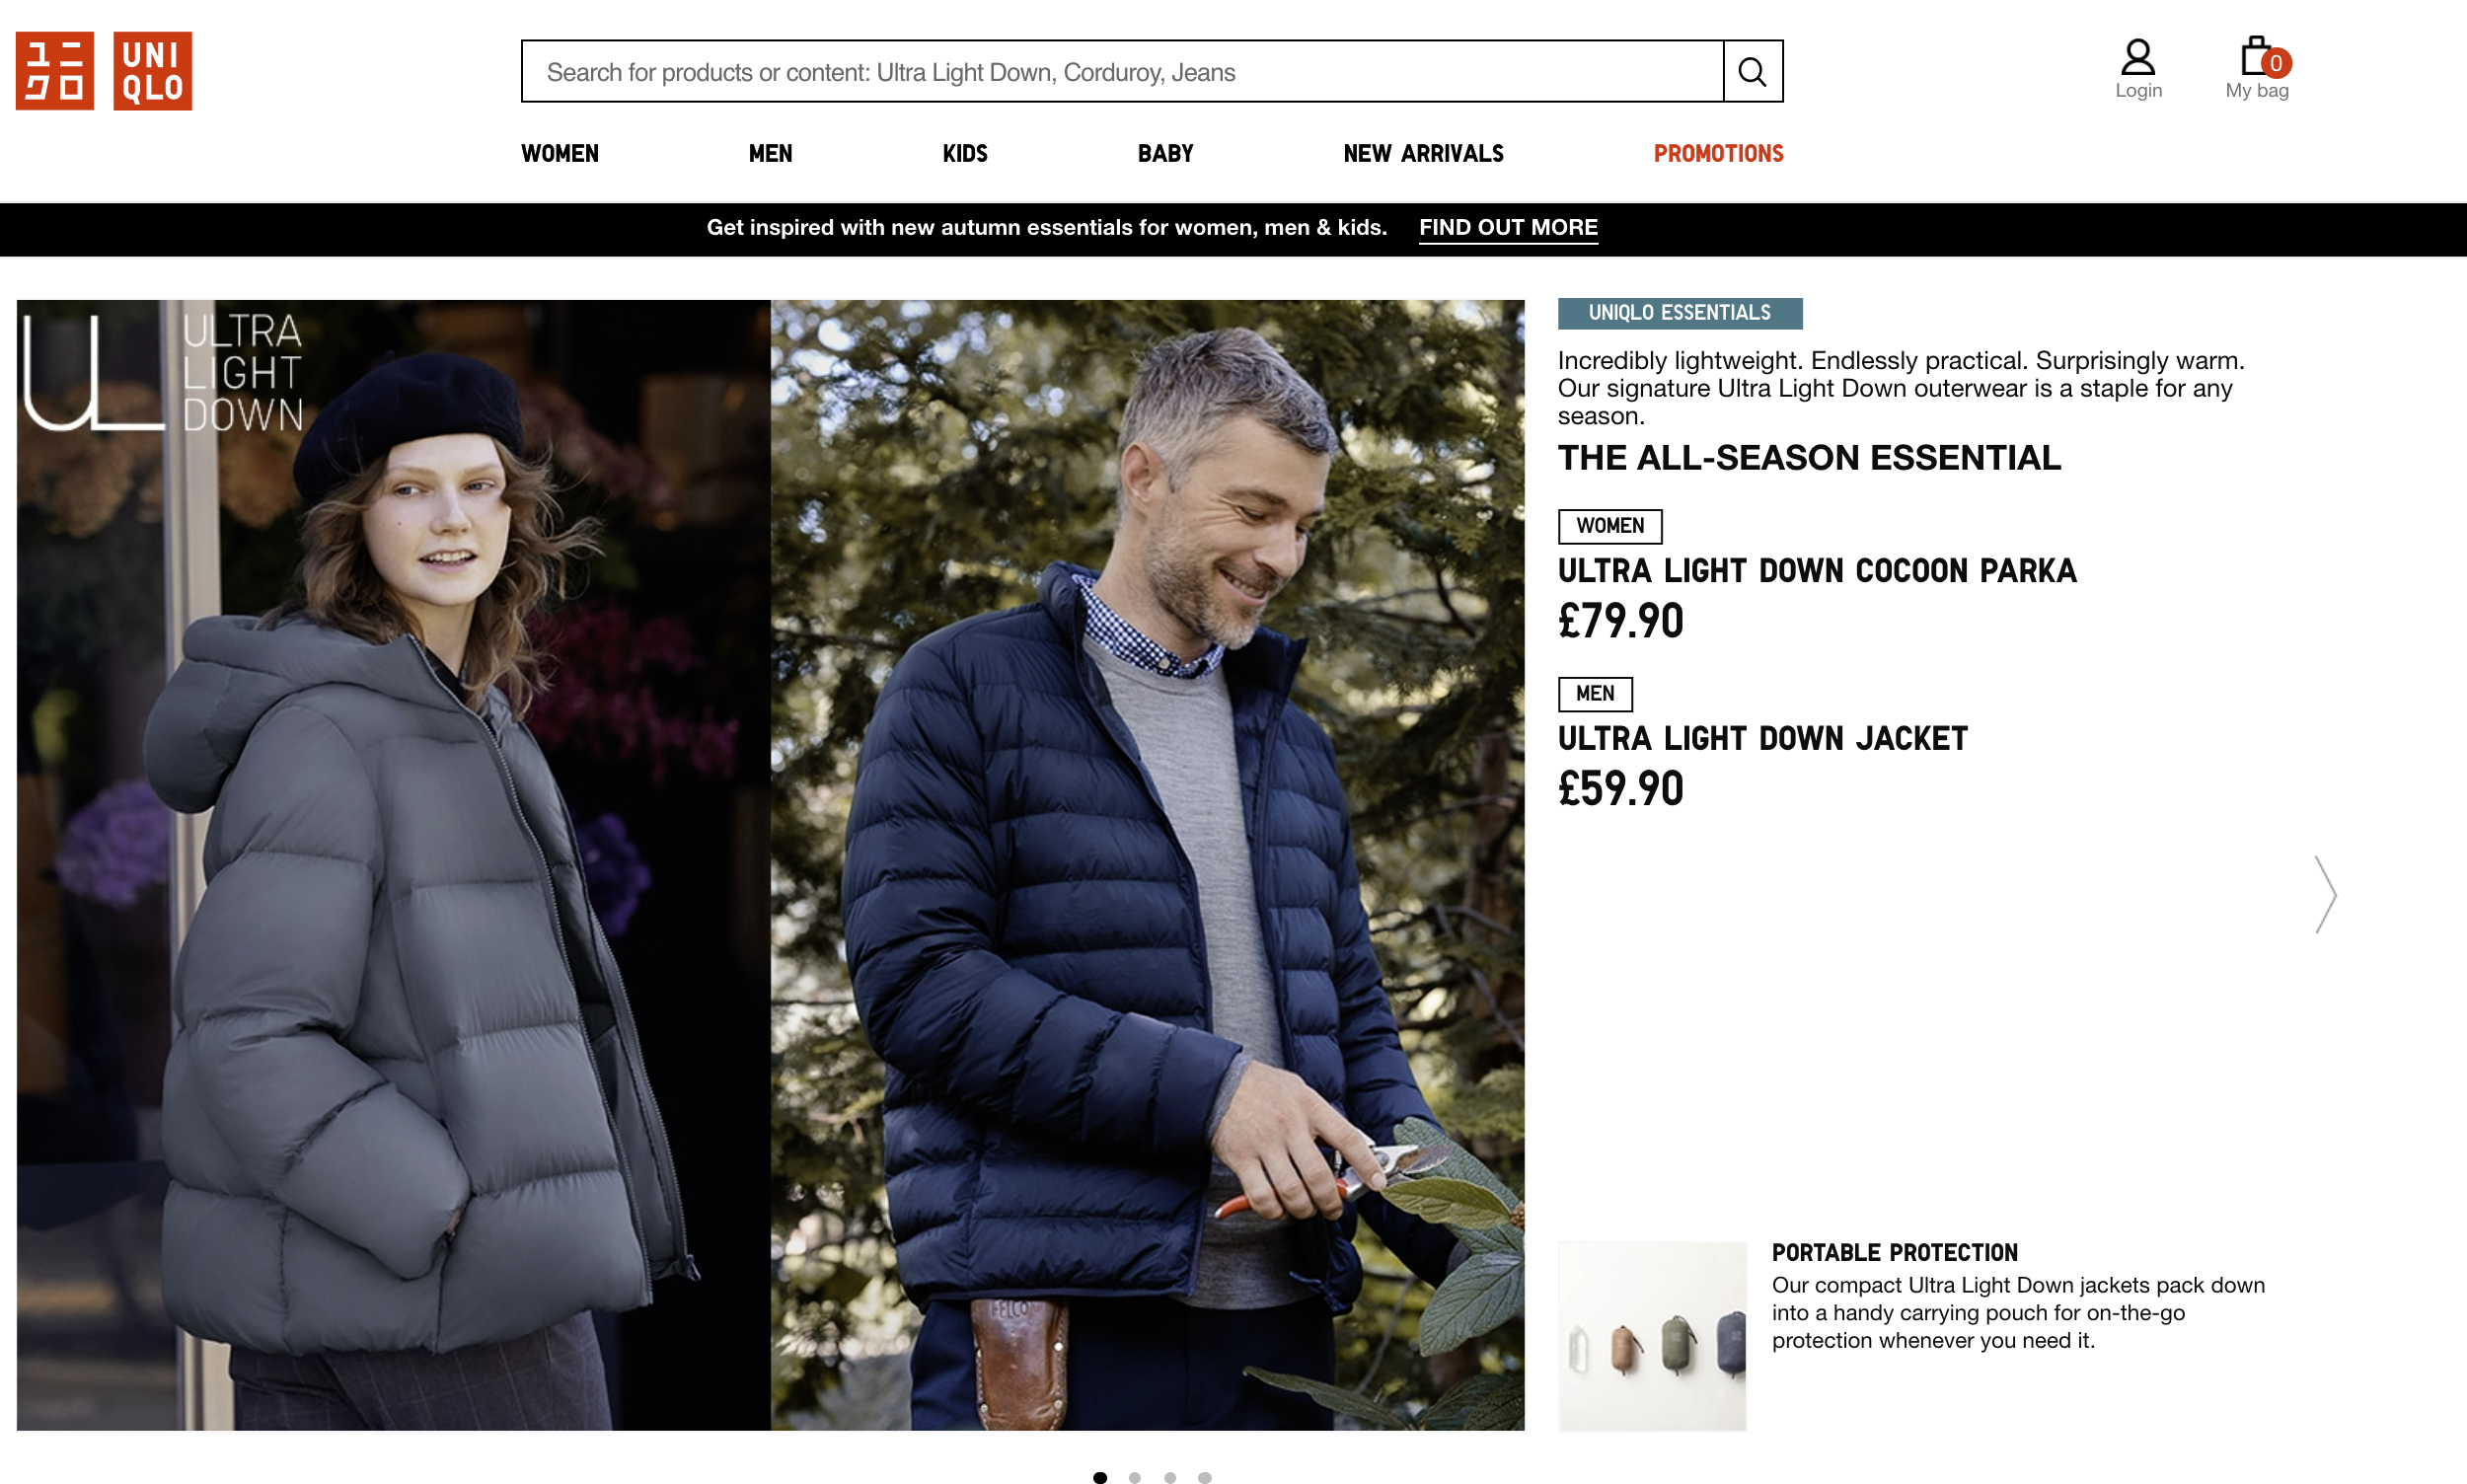 ユニ
クロ
UNI
QLO
Search for products or content: Ultra Light Down, Corduroy, Jeans
Login
0
My bag
WOMEN MEN KIDS BABY NEW ARRIVALS PROMOTIONS
Get inspired with new autumn essentials for women, men & kids. FIND OUT MORE
UL
ULTRA
LIGHT
DOWN
FELCO
UNIQLO ESSENTIALS
Incredibly lightweight. Endlessly practical. Surprisingly warm.
Our signature Ultra Light Down outerwear is a staple for any
season.
THE ALL-SEASON ESSENTIAL
WOMEN
ULTRA LIGHT DOWN COCOON PARKA
£79.90
MEN
ULTRA LIGHT DOWN JACKET
£59.90
PORTABLE PROTECTION
Our compact Ultra Light Down jackets pack down
into a handy carrying pouch for on-the-go
protection whenever you need it.